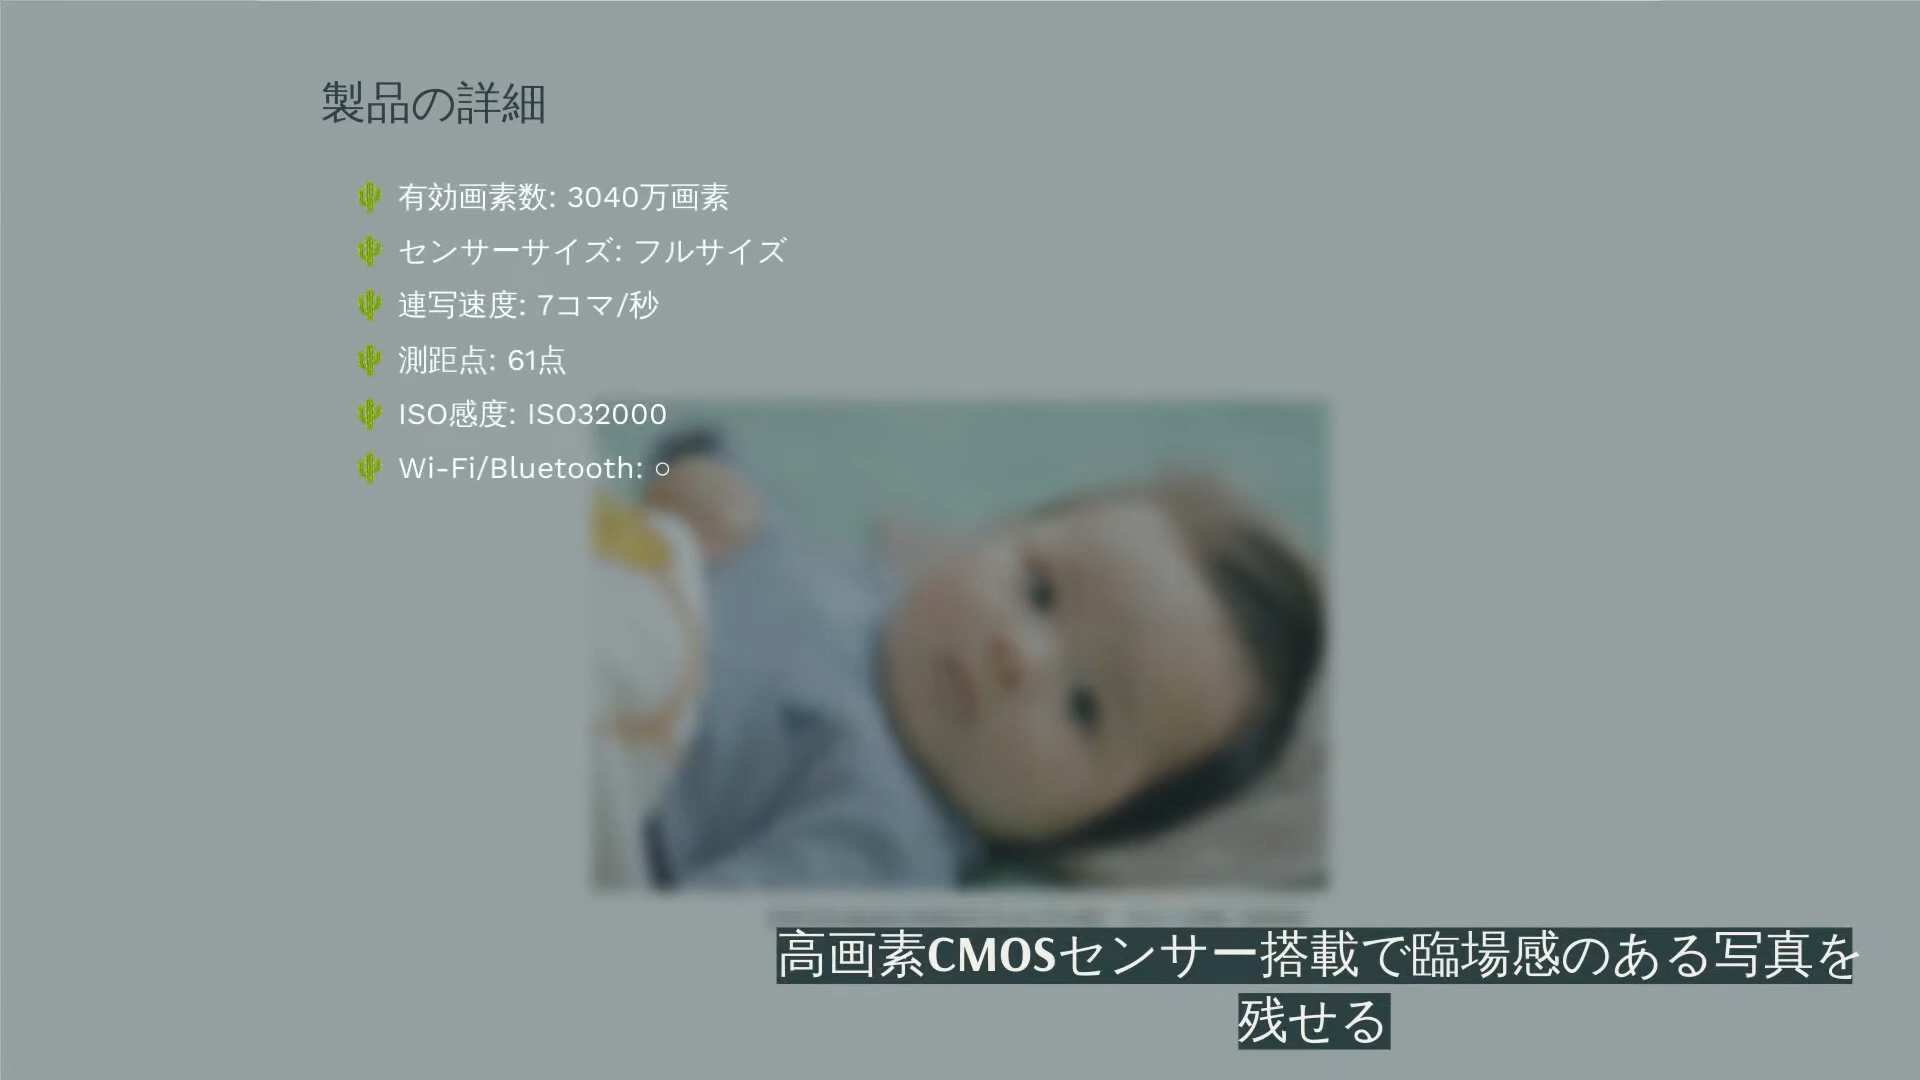 製品の詳細
有効画素数: 3040万画素
センサーサイズ: フルサイズ
連写速度: 7コマ/秒
測距点: 61点
ISO感度: ISO32000
Wi-Fi/Bluetooth: ○
高画素CMOSセンサー搭載で臨場感のある写真を
残せる